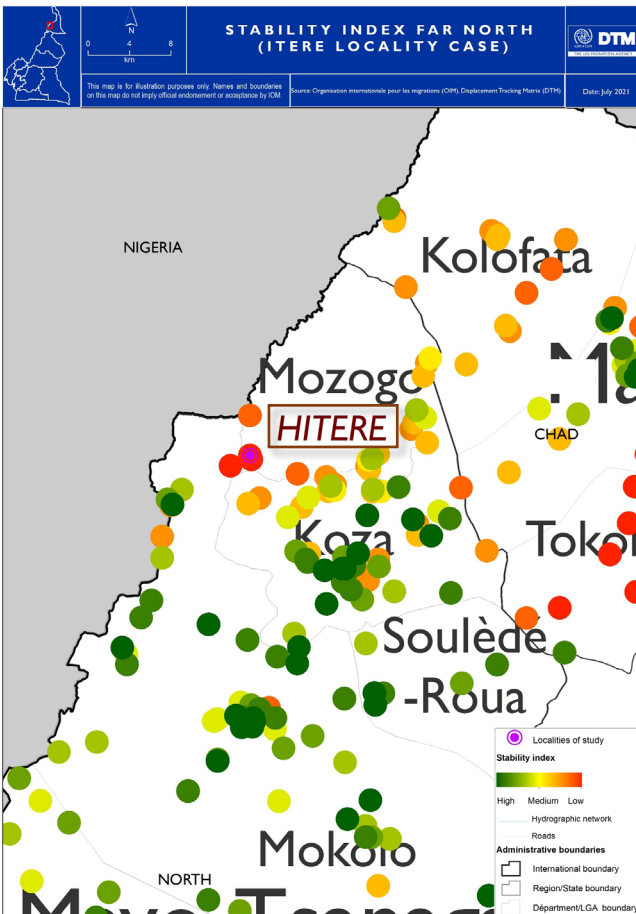 N
0 4 8
km
STABILITY INDEX FAR NORTH
(ITERE LOCALITY CASE)
DTM
This map is for illustration purposes only. Names and boundaries
on this map do not imply official endorsement or acceptance by IOM.
Source: Organisation internationale pour les migrations (OIM), Displacement Tracking Matrix (DTM)
Date: July 2021
NIGERIA
Kolofata
Mozogo
HITERE
CHAD
Koza
Soulèdé
-Roua
Mokolo
NORTH
Localities of study
Stability index
High Medium Low
Hydrographic network
Roads
Administrative boundaries
International boundary
Region/State boundary
Départment/LGA boundary